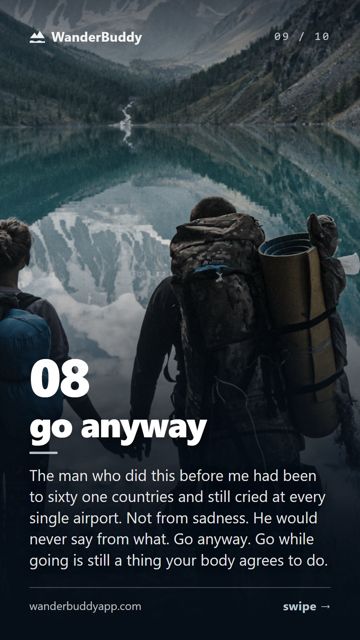 WanderBuddy
09 / 10
08
go anyway
The man who did this before me had been
to sixty one countries and still cried at every
single airport. Not from sadness. He would
never say from what. Go anyway. Go while
going is still a thing your body agrees to do.
wanderbuddyapp.com
swipe →